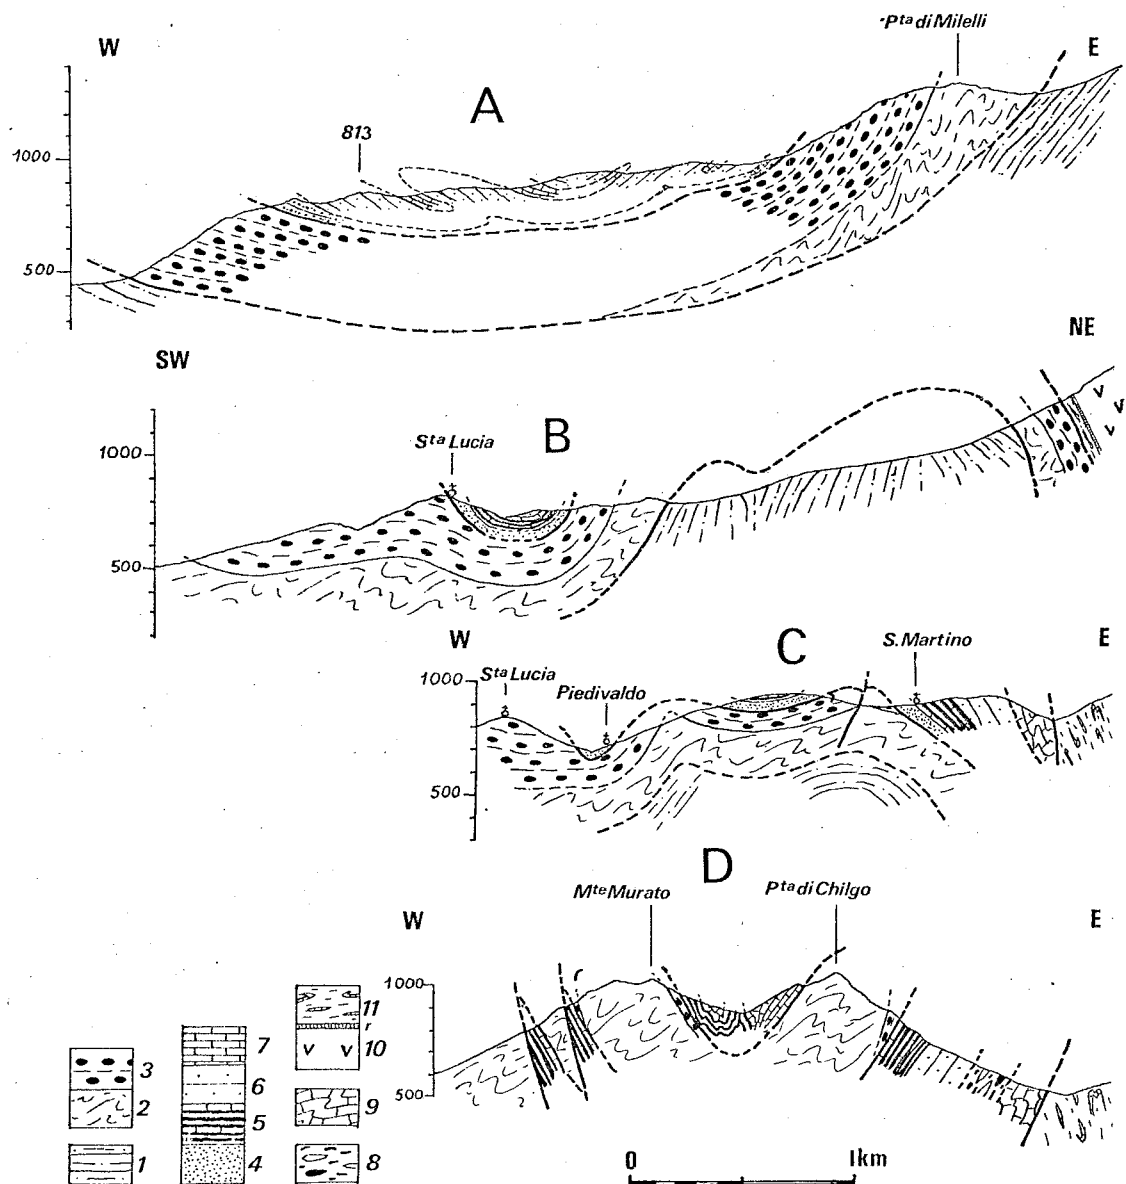 Pta di Milelli
W
E
A
813
1000
500
SW
NE
B
Sta Lucia
1000
500
W
C
S. Martino
E
Sta Lucia
Piedivaldo
1000
500
D
Mte Murato
Pta di Chilgo
W
E
1000
500
11
r
10
7
3
6
2
9
5
1
4
8
0
1km